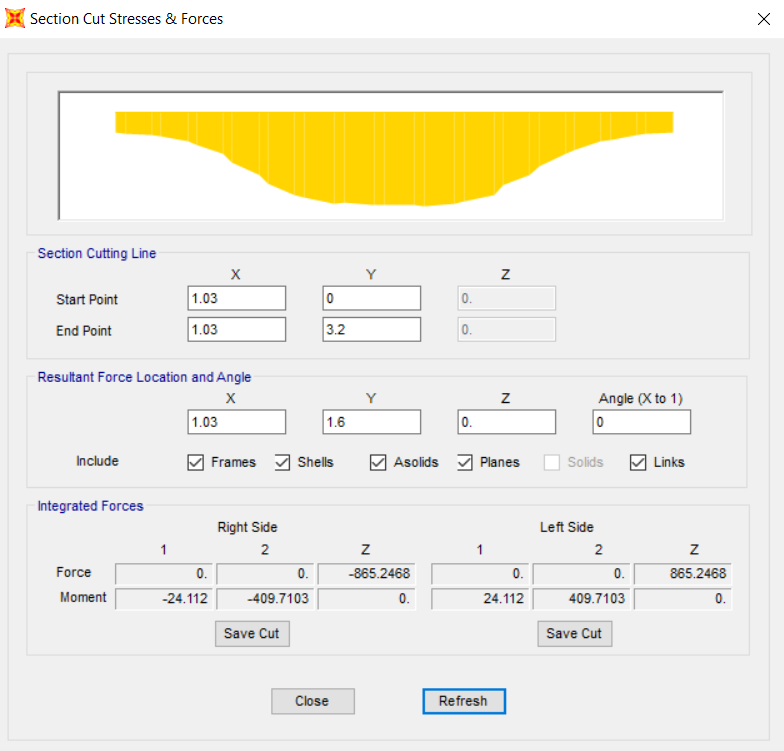 Section Cut Stresses & Forces
Section Cutting Line
X Y Z
Start Point 1.03 0 0.
End Point 1.03 3.2 0.
Resultant Force Location and Angle
X Y Z Angle (X to 1)
1.03 1.6 0. 0
Include Frames Shells Asolids Planes Solids Links
Integrated Forces
Right Side Left Side
1 2 Z 1 2 Z
Force 0. 0. -865.2468 0. 0. 865.2468
Moment -24.112 -409.7103 0. 24.112 409.7103 0.
Save Cut Save Cut
Close Refresh